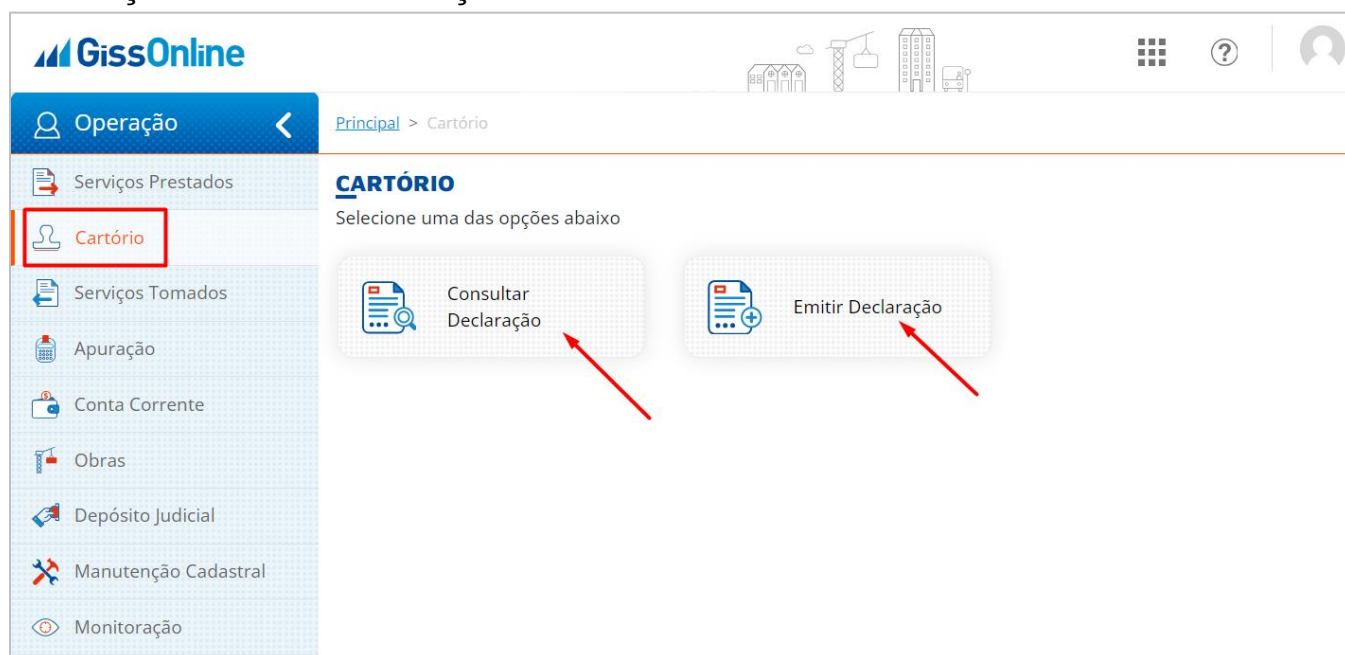 GissOnline
Operação
Principal > Cartório
Serviços Prestados
Cartório
Serviços Tomados
Apuração
Conta Corrente
Obras
Depósito Judicial
Manutenção Cadastral
Monitoração
CARTÓRIO
Selecione uma das opções abaixo
Consultar
Declaração
Emitir Declaração